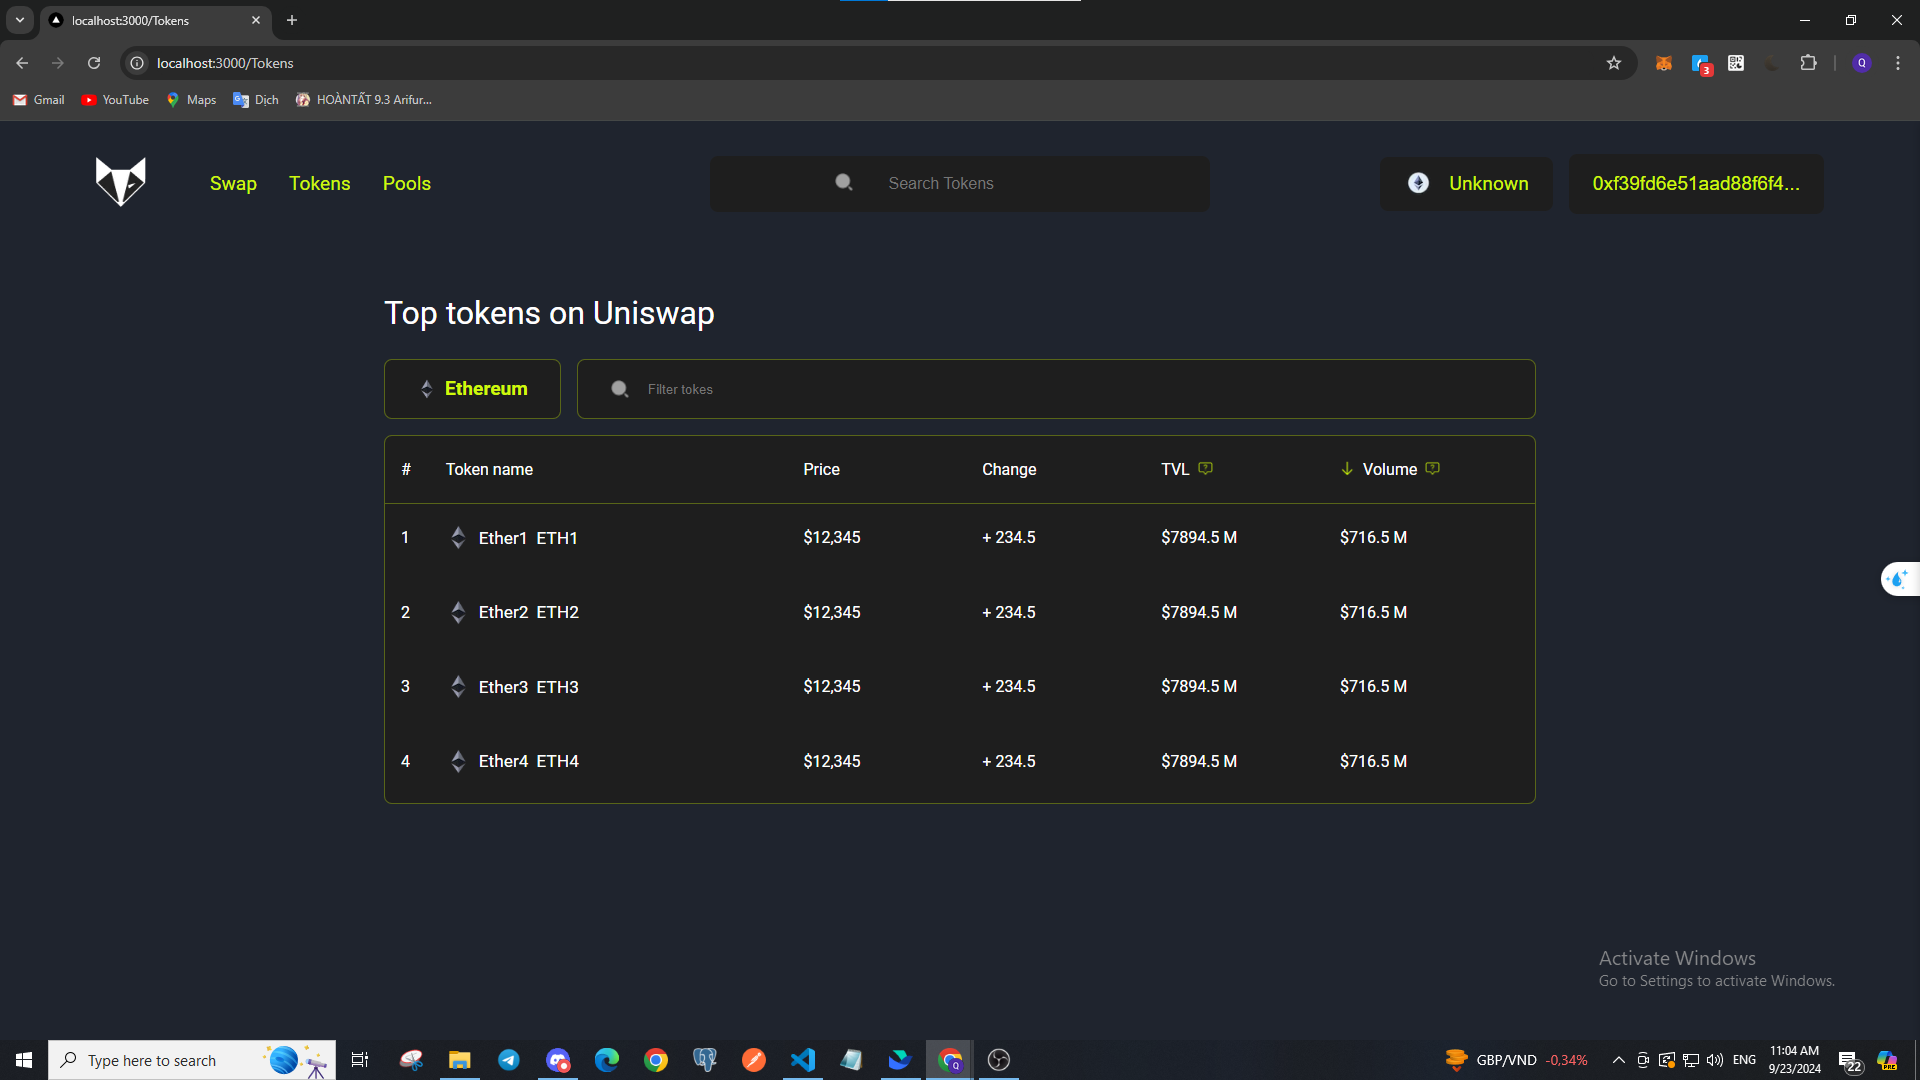 localhost:3000/Tokens
localhost:3000/Tokens
3
Q
Gmail YouTube Maps Dịch HOÀNTẤT 9.3 Arifur...
Swap Tokens Pools Search Tokens Unknown 0xf39fd6e51aad88f6f4...
Top tokens on Uniswap
Ethereum Filter tokes
# Token name Price Change TVL Volume
1 Ether1 ETH1 $12,345 + 234.5 $7894.5 M $716.5 M
2 Ether2 ETH2 $12,345 + 234.5 $7894.5 M $716.5 M
3 Ether3 ETH3 $12,345 + 234.5 $7894.5 M $716.5 M
4 Ether4 ETH4 $12,345 + 234.5 $7894.5 M $716.5 M
Activate Windows
Go to Settings to activate Windows.
Type here to search
GBP/VND -0,34% ENG
11:04 AM
9/23/2024
22
PRE